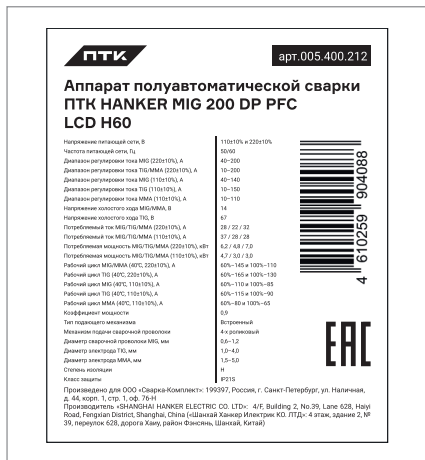 ПТК
арт.005.400.212
Аппарат полуавтоматической сварки
ПТК HANKER MIG 200 DP PFC
LCD H60
Напряжение питающей сети, В 110±10% и 220±10%
Частота питающей сети, Гц 50/60
Диапазон регулировки тока MIG (220±10%), А 40–200
Диапазон регулировки тока TIG/MMA (220±10%), А 10–200
Диапазон регулировки тока MIG (110±10%), А 40–140
Диапазон регулировки тока TIG (110±10%), А 10–150
Диапазон регулировки тока MMA (110±10%), А 10–110
Напряжение холостого хода MIG/MMA, В 14
Напряжение холостого хода TIG, В 67
Потребляемый ток MIG/TIG/MMA (220±10%), А 28 / 22 / 32
Потребляемый ток MIG/TIG/MMA (110±10%), А 37 / 28 / 28
Потребляемая мощность MIG/TIG/MMA (220±10%), кВт 6,2 / 4,8 / 7,0
Потребляемая мощность MIG/TIG/MMA (110±10%), кВт 4,7 / 3,0 / 3,0
Рабочий цикл MIG/MMA (40℃, 220±10%), А 60%–145 и 100%–110
Рабочий цикл TIG (40℃, 220±10%), А 60%–165 и 100%–130
Рабочий цикл MIG (40℃, 110±10%), А 60%–110 и 100%–85
Рабочий цикл TIG (40℃, 110±10%), А 60%–115 и 100%–90
Рабочий цикл MMA (40℃, 110±10%), А 60%–80 и 100%–65
Коэффициент мощности 0,9
Тип подающего механизма Встроенный
Механизм подачи сварочной проволоки 4-х роликовый
Диаметр сварочной проволоки MIG, мм 0,6–1,2
Диаметр электрода TIG, мм 1,0–4,0
Диаметр электрода MMA, мм 1,5–5,0
Степень изоляции H
Класс защиты IP21S
4 610259 904088
EAC
Произведено для ООО «Сварка-Комплект»: 199397, Россия, г. Санкт-Петербург, ул. Наличная,
д. 44, корп. 1, стр. 1, оф. 76-Н
Производитель «SHANGHAI HANKER ELECTRIC CO. LTD»: 4/F, Building 2, No.39, Lane 628, Haiyi
Road, Fengxian District, Shanghai, China («Шанхай Ханкер Илектрик КО. ЛТД»: 4 этаж, здание 2, №
39, переулок 628, дорога Хаиу, район Фэнсянь, Шанхай, Китай)